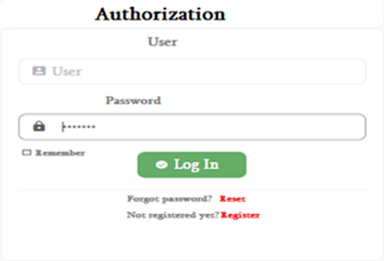 Authorization
User
User
Password
Remember
Log In
Forgot password? Reset
Not registered yet? Register